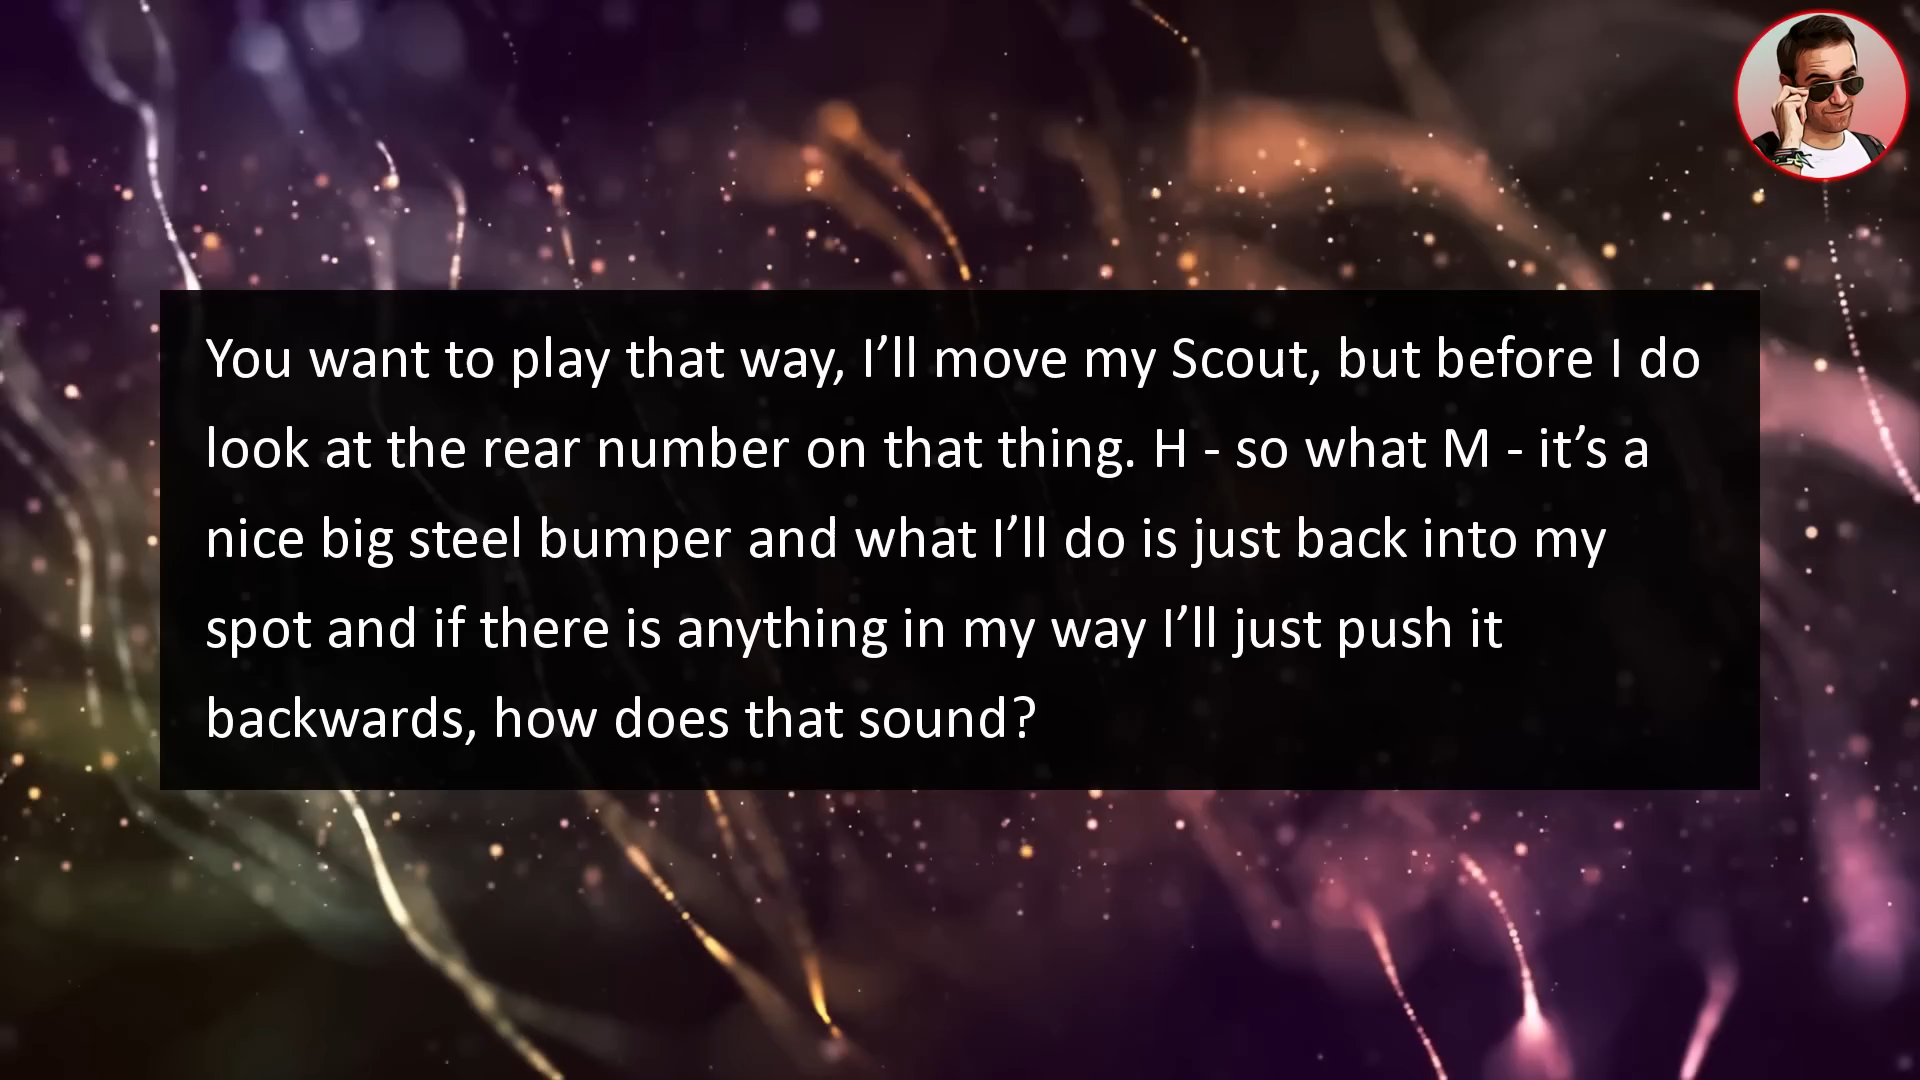 You want to play that way, I’ll move my Scout, but before I do
look at the rear number on that thing. H - so what M - it’s a
nice big steel bumper and what I’ll do is just back into my
spot and if there is anything in my way I’ll just push it
backwards, how does that sound?